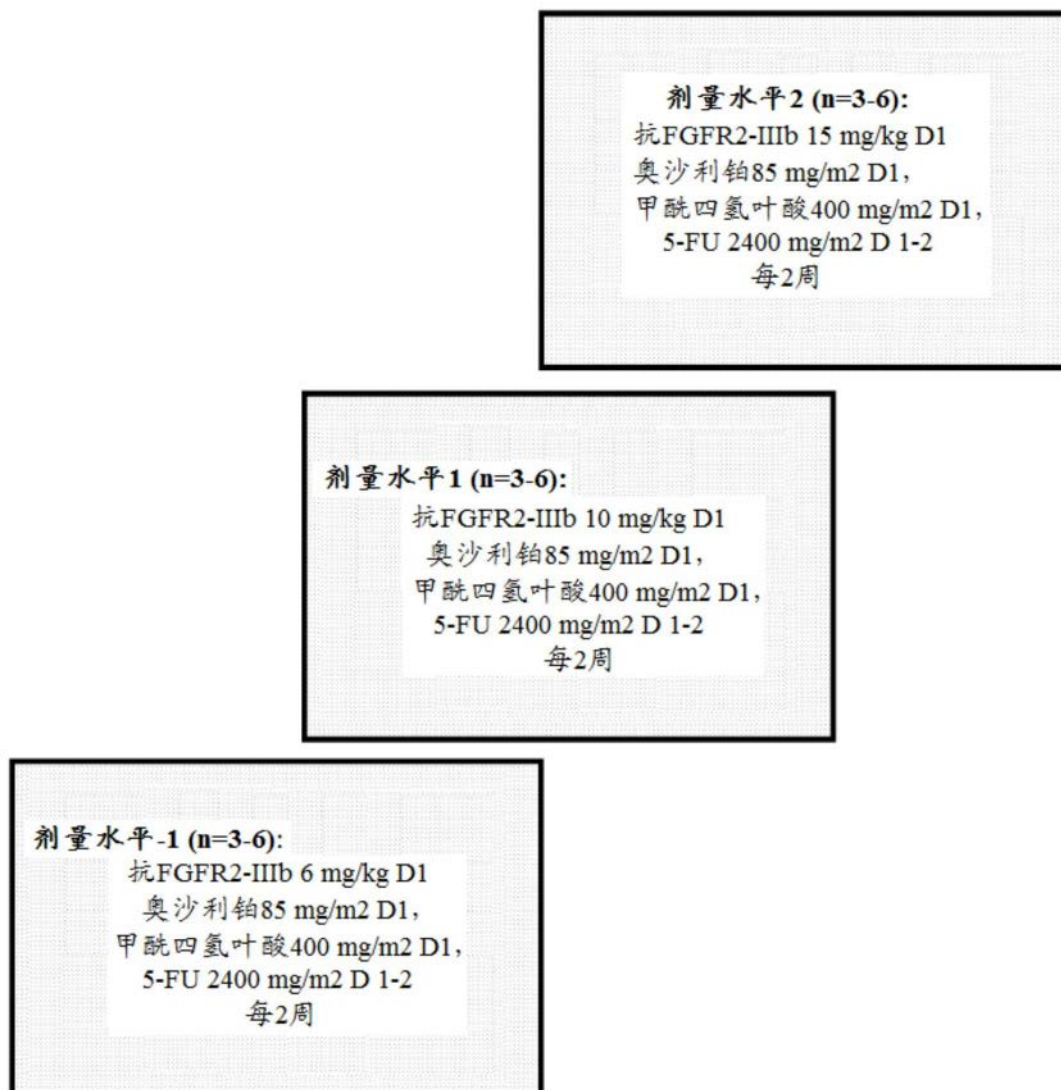 剂量水平2 (n=3-6):
抗FGFR2-IIIb 15 mg/kg D1
奥沙利铂85 mg/m2 D1,
甲酰四氢叶酸400 mg/m2 D1,
5-FU 2400 mg/m2 D 1-2
每2周
剂量水平1 (n=3-6):
抗FGFR2-IIIb 10 mg/kg D1
奥沙利铂85 mg/m2 D1,
甲酰四氢叶酸400 mg/m2 D1,
5-FU 2400 mg/m2 D 1-2
每2周
剂量水平-1 (n=3-6):
抗FGFR2-IIIb 6 mg/kg D1
奥沙利铂85 mg/m2 D1,
甲酰四氢叶酸400 mg/m2 D1,
5-FU 2400 mg/m2 D 1-2
每2周